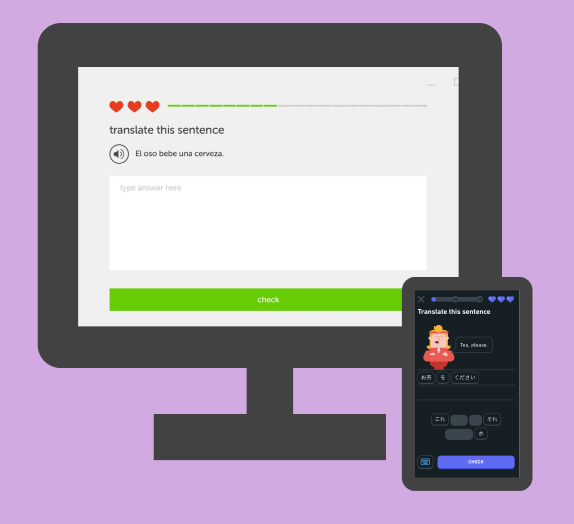 translate this sentence
El oso bebe una cerveza.
type answer here
check
Translate this sentence
Tea, please.
お茶 を ください
これ それ
水
CHECK